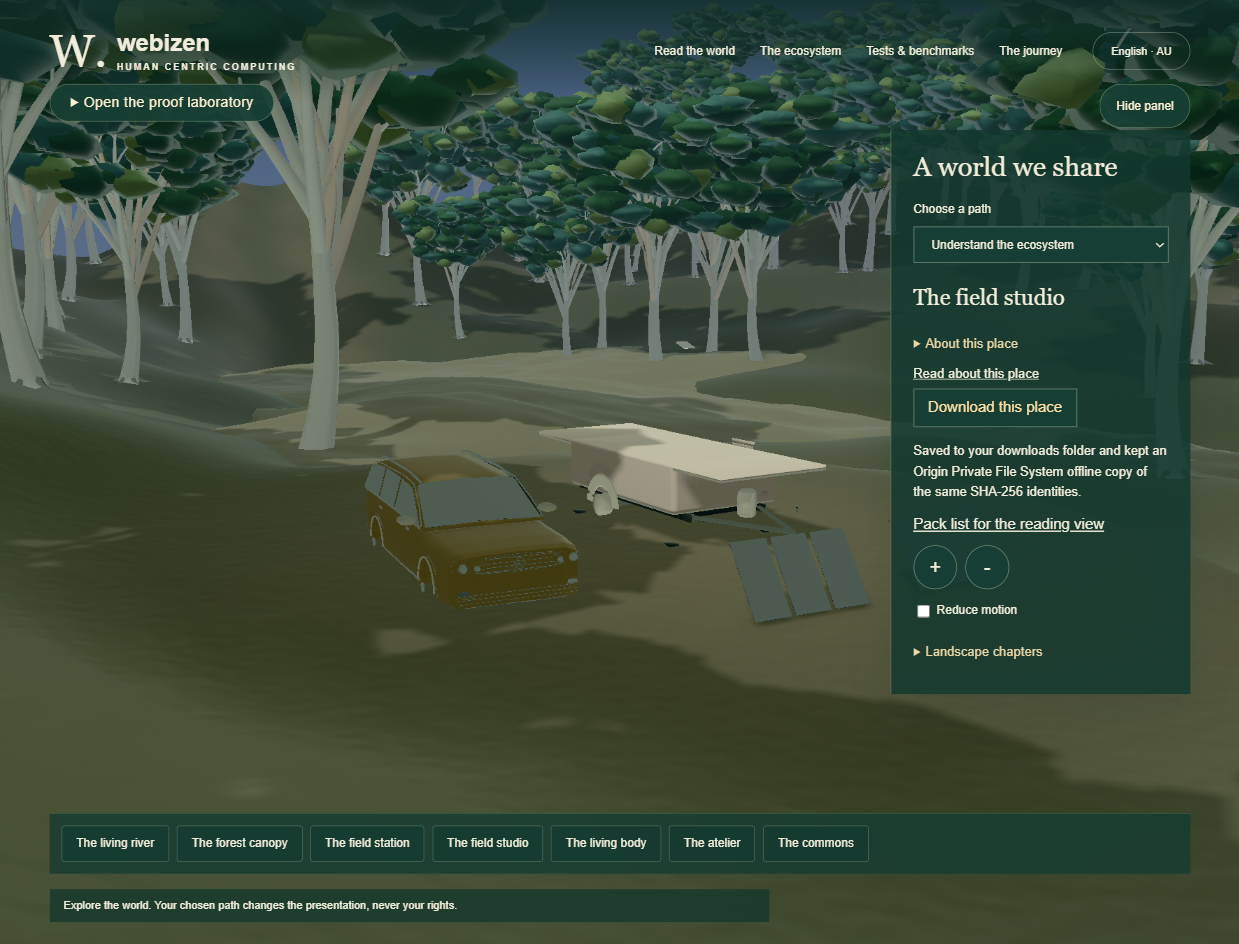 W.
webizen
HUMAN CENTRIC COMPUTING
Read the world
The ecosystem
Tests & benchmarks
The journey
English · AU
Open the proof laboratory
Hide panel
A world we share
Choose a path
Understand the ecosystem
The field studio
About this place
Read about this place
Download this place
Saved to your downloads folder and kept an
Origin Private File System offline copy of
the same SHA-256 identities.
Pack list for the reading view
+
-
Reduce motion
Landscape chapters
The living river
The forest canopy
The field station
The field studio
The living body
The atelier
The commons
Explore the world. Your chosen path changes the presentation, never your rights.